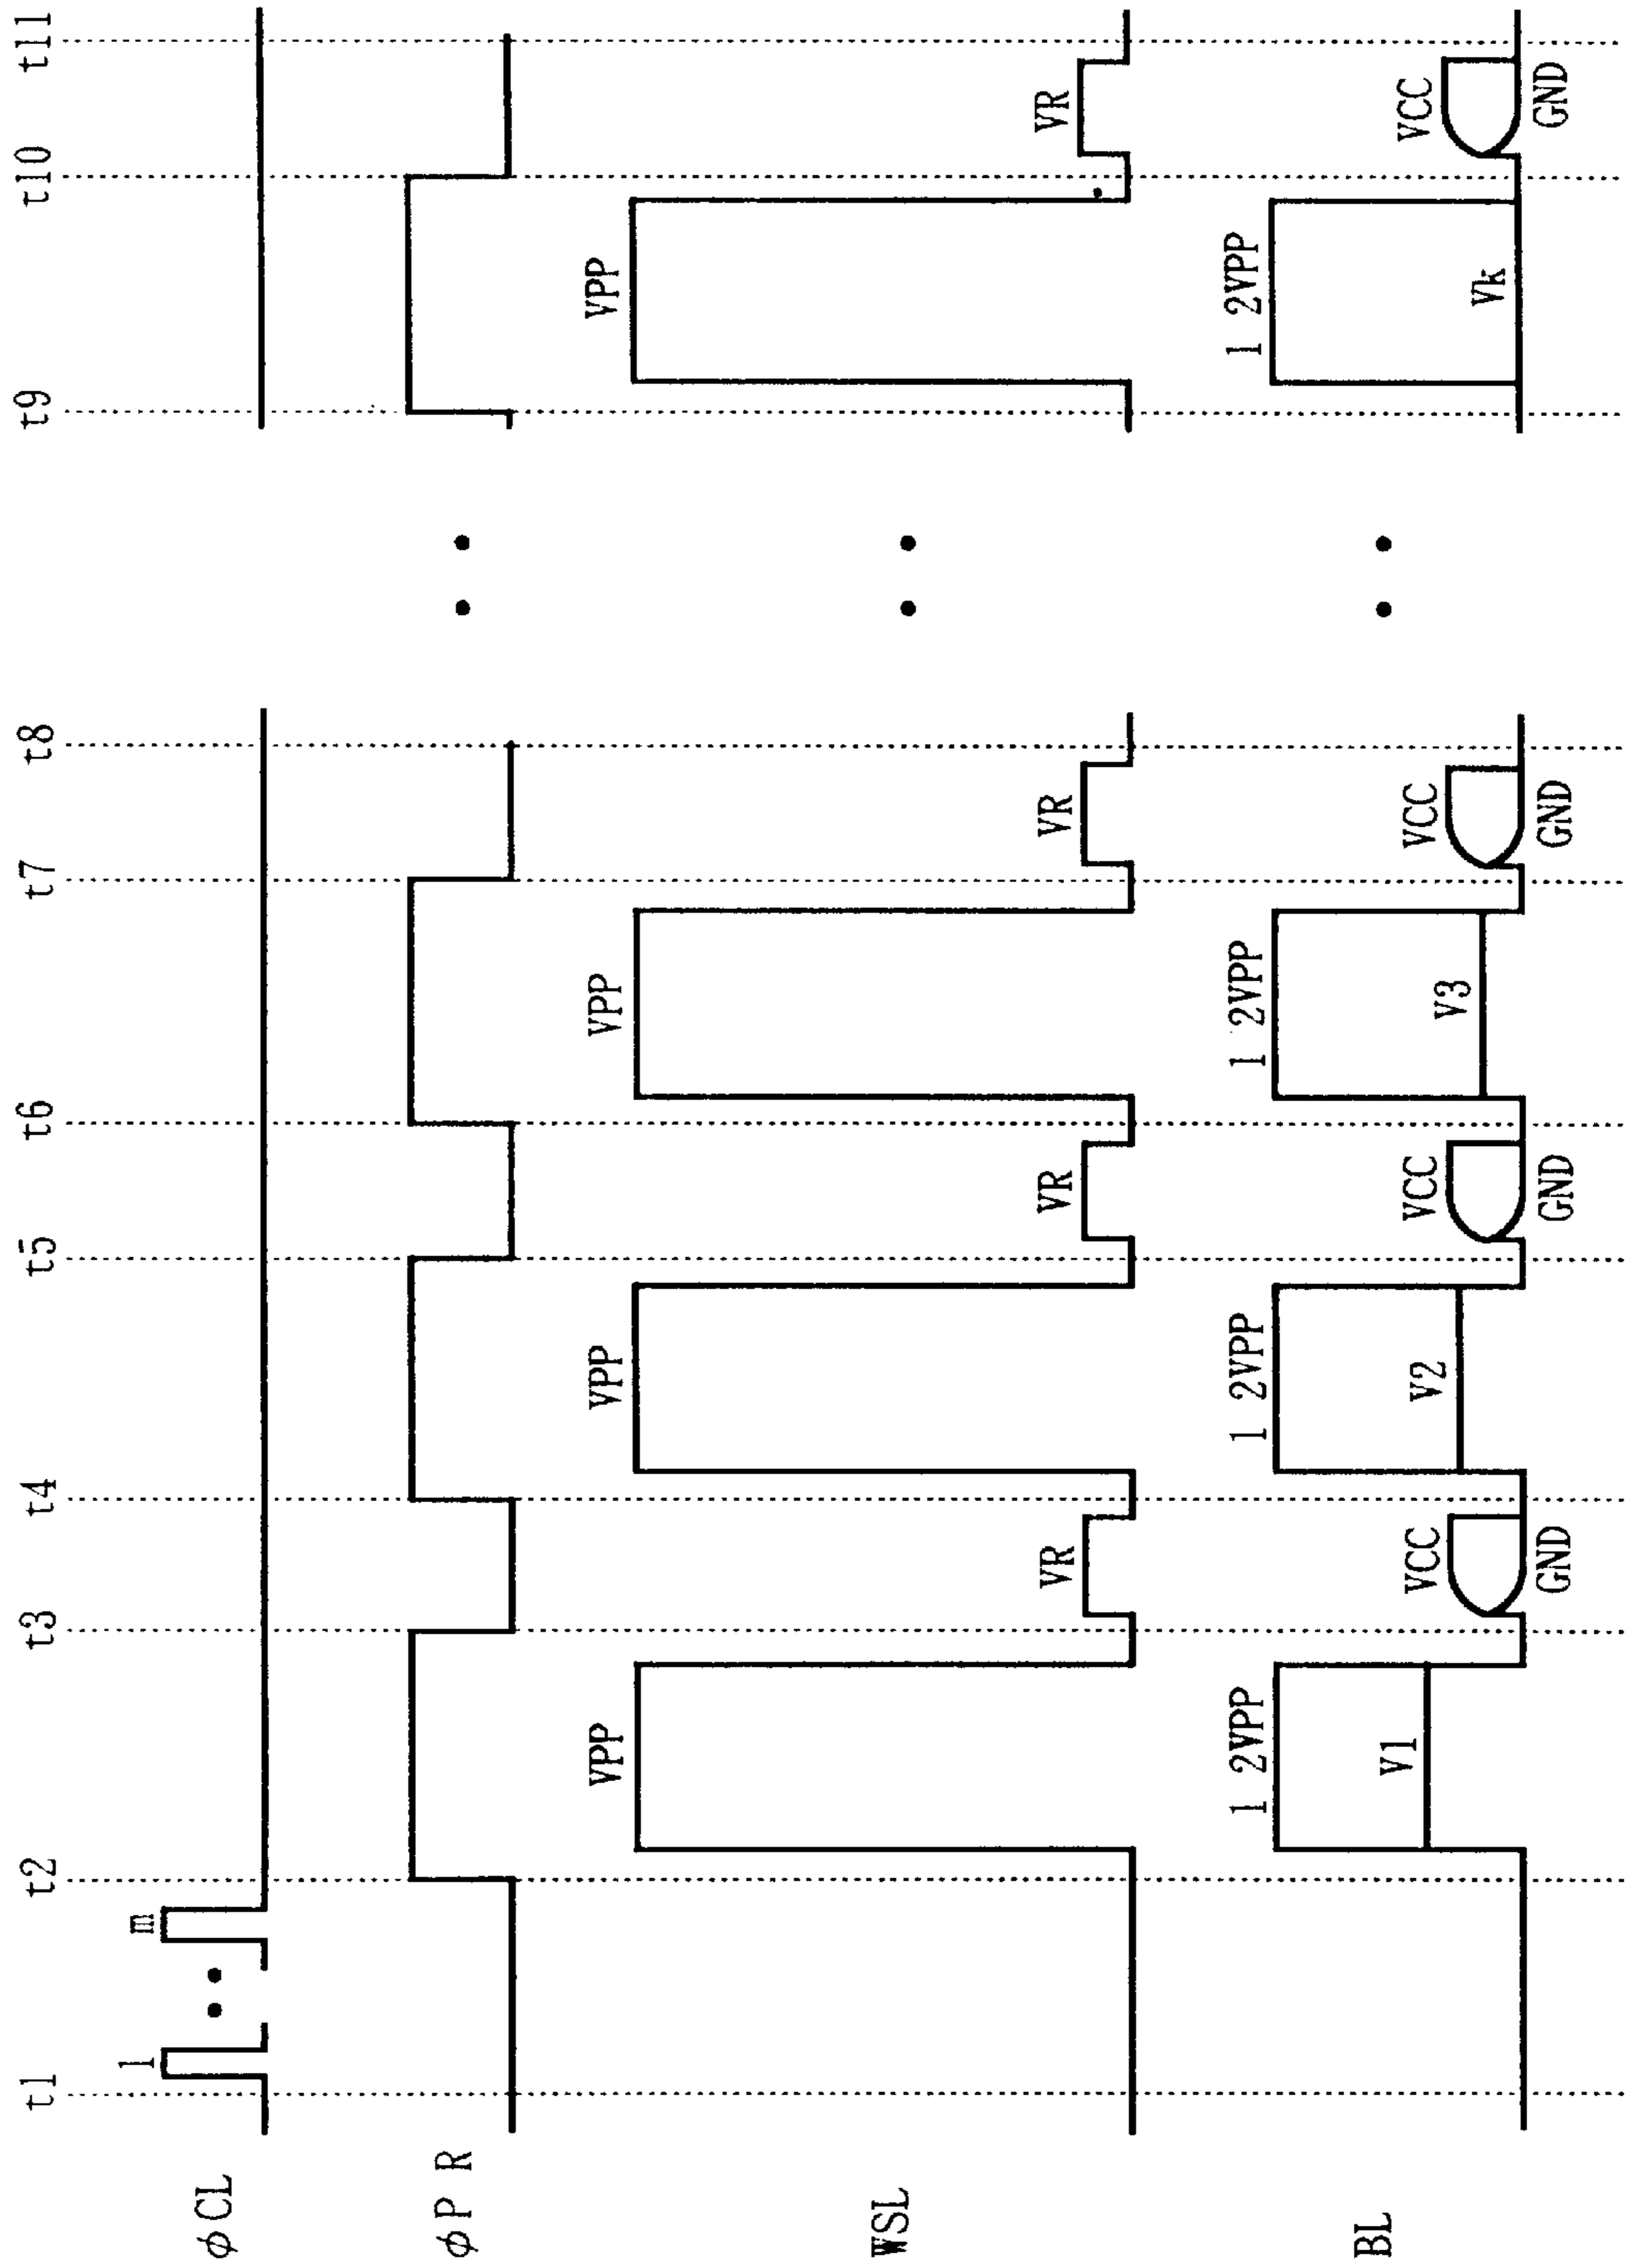 t1 t2 t3 t4 t5 t6 t7 t8 t9 t10 t11
φCL 1 m
φP R
WSL VPP VR VPP VR VPP VR VPP VR
BL 1 2VPP V1 VCC GND 1 2VPP V2 VCC GND 1 2VPP V3 VCC GND 1 2VPP Vk VCC GND